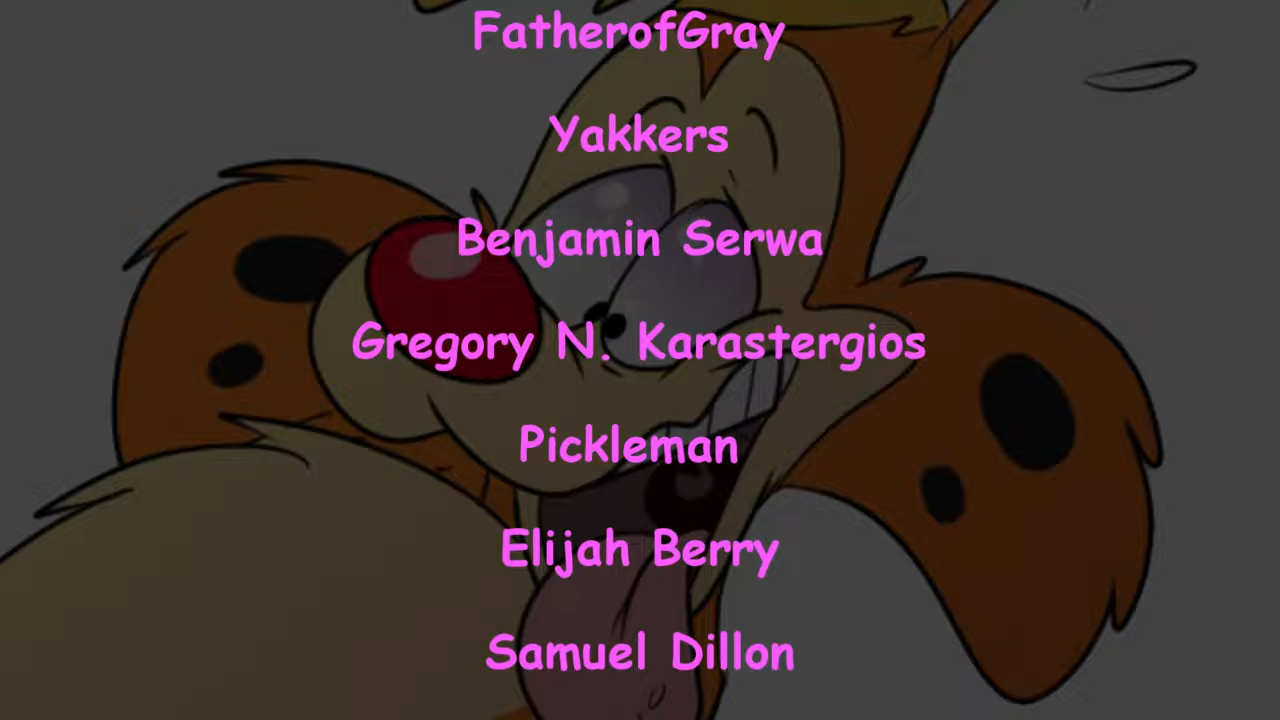 FatherofGray
Yakkers
Benjamin Serwa
Gregory N. Karastergios
Pickleman
Elijah Berry
Samuel Dillon